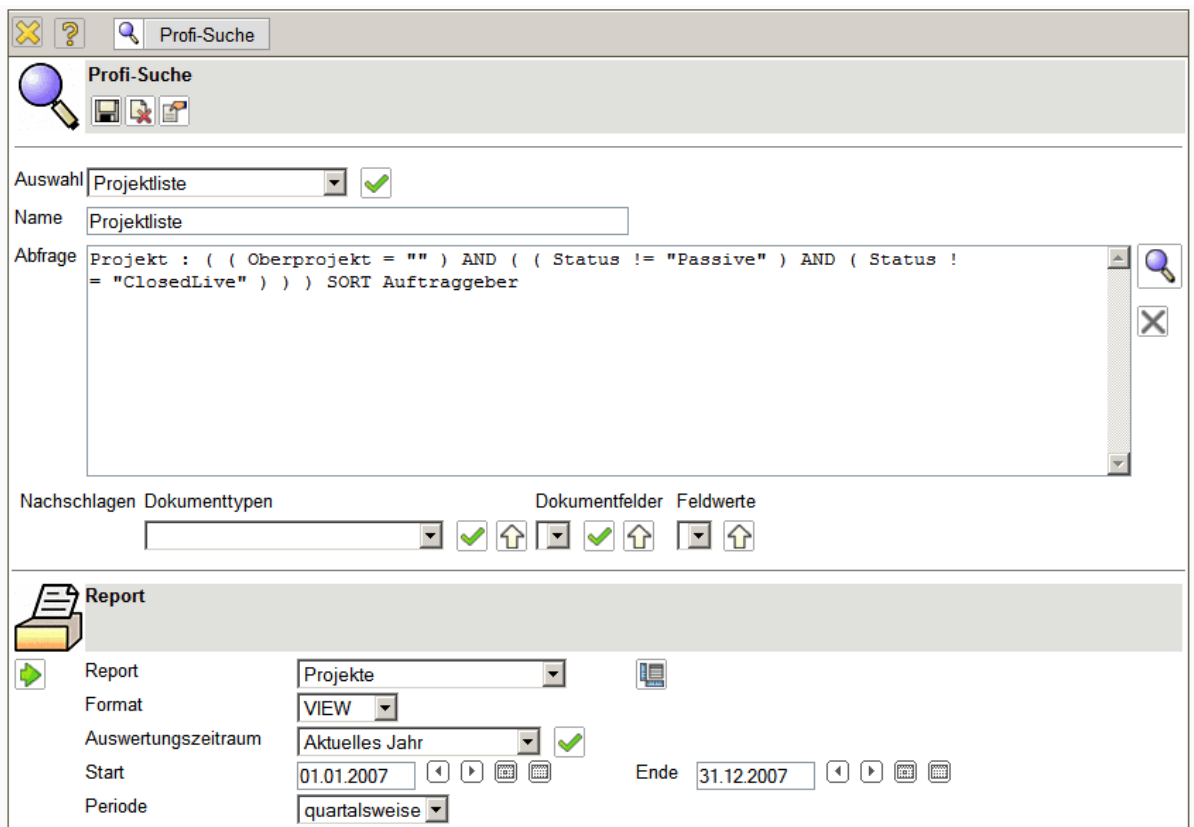 Profi-Suche
Profi-Suche
Auswahl Projektliste
Name Projektliste
Abfrage Projekt : ( ( Oberprojekt = "" ) AND ( ( Status != "Passive" ) AND ( Status !
= "ClosedLive" ) ) ) SORT Auftraggeber
Nachschlagen Dokumenttypen Dokumentfelder Feldwerte
Report
Report Projekte
Format VIEW
Auswertungszeitraum Aktuelles Jahr
Start 01.01.2007 Ende 31.12.2007
Periode quartalsweise